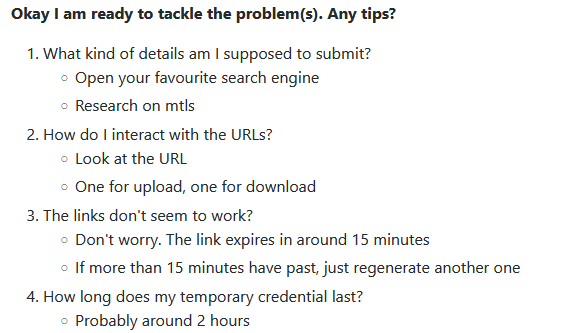 Okay I am ready to tackle the problem(s). Any tips?
1. What kind of details am I supposed to submit?
○ Open your favourite search engine
○ Research on mtls
2. How do I interact with the URLs?
○ Look at the URL
○ One for upload, one for download
3. The links don't seem to work?
○ Don't worry. The link expires in around 15 minutes
○ If more than 15 minutes have past, just regenerate another one
4. How long does my temporary credential last?
○ Probably around 2 hours